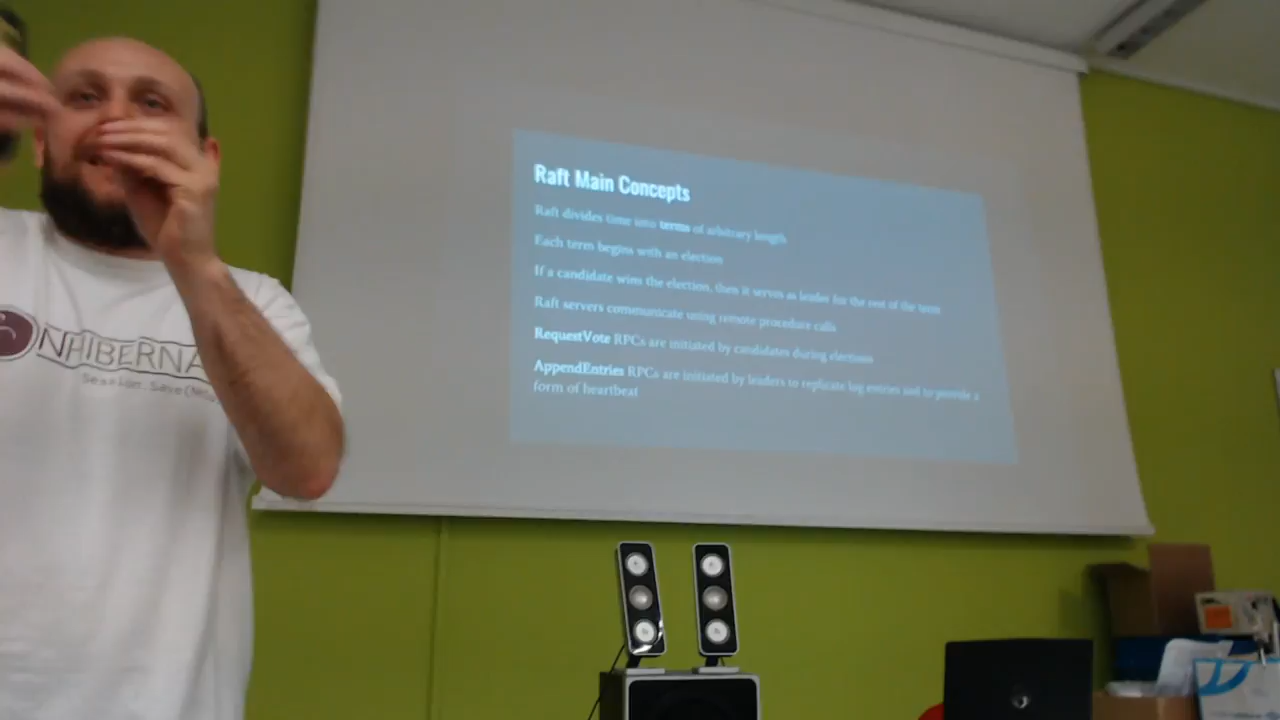 Raft Main Concepts
Raft divides time into terms of arbitrary length
Each term begins with an election
If a candidate wins the election, then it serves as leader for the rest of the term
Raft servers communicate using remote procedure calls
RequestVote RPCs are initiated by candidates during elections
AppendEntries RPCs are initiated by leaders to replicate log entries and to provide a
form of heartbeat
NHIBERNA